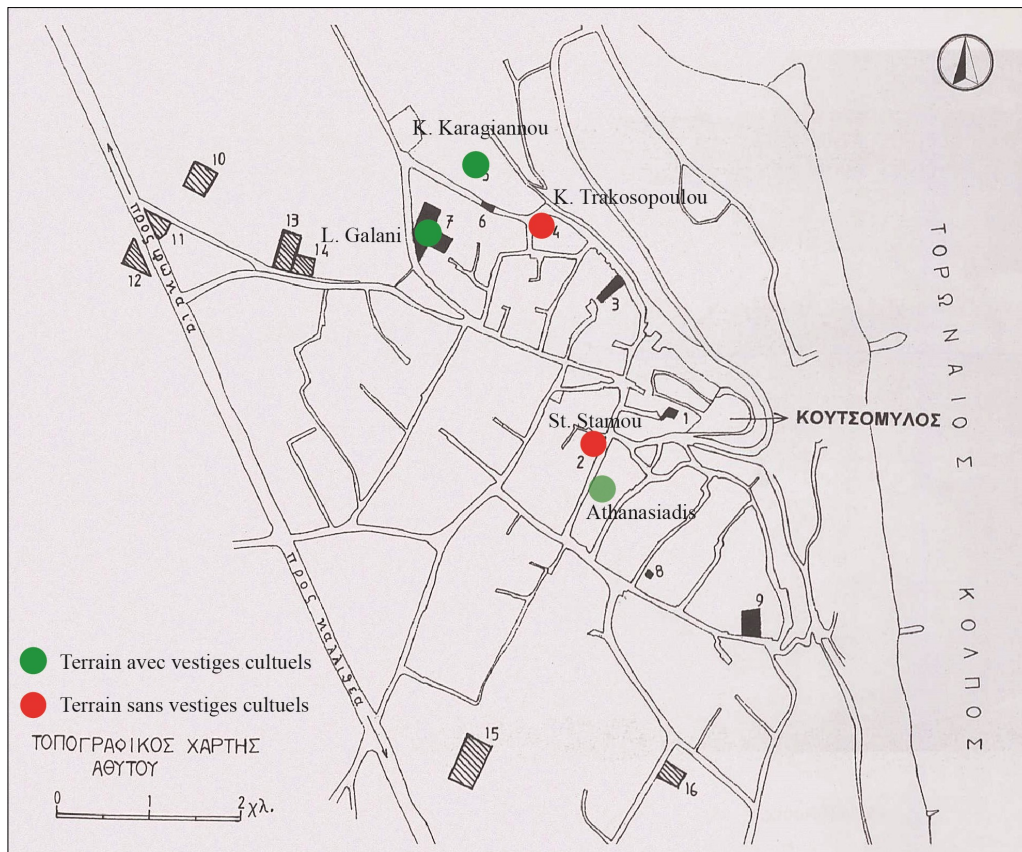 K. Karagiannou
5
10
K. Trakosopoulou
4
6
7
L. Galani
13
14
11
12
προς φωκαια
3
ΤΟΡΩΝΑΙΟΣ
1
ΚΟΥΤΣΟΜΥΛΟΣ
St. Stamou
2
Athanasiadis
8
9
ΚΟΛΠΟΣ
προς καλλιθεα
Terrain avec vestiges cultuels
Terrain sans vestiges cultuels
ΤΟΠΟΓΡΑΦΙΚΟΣ ΧΑΡΤΗΣ
ΑΘΥΤΟΥ
15
16
0 1 2 χλ.